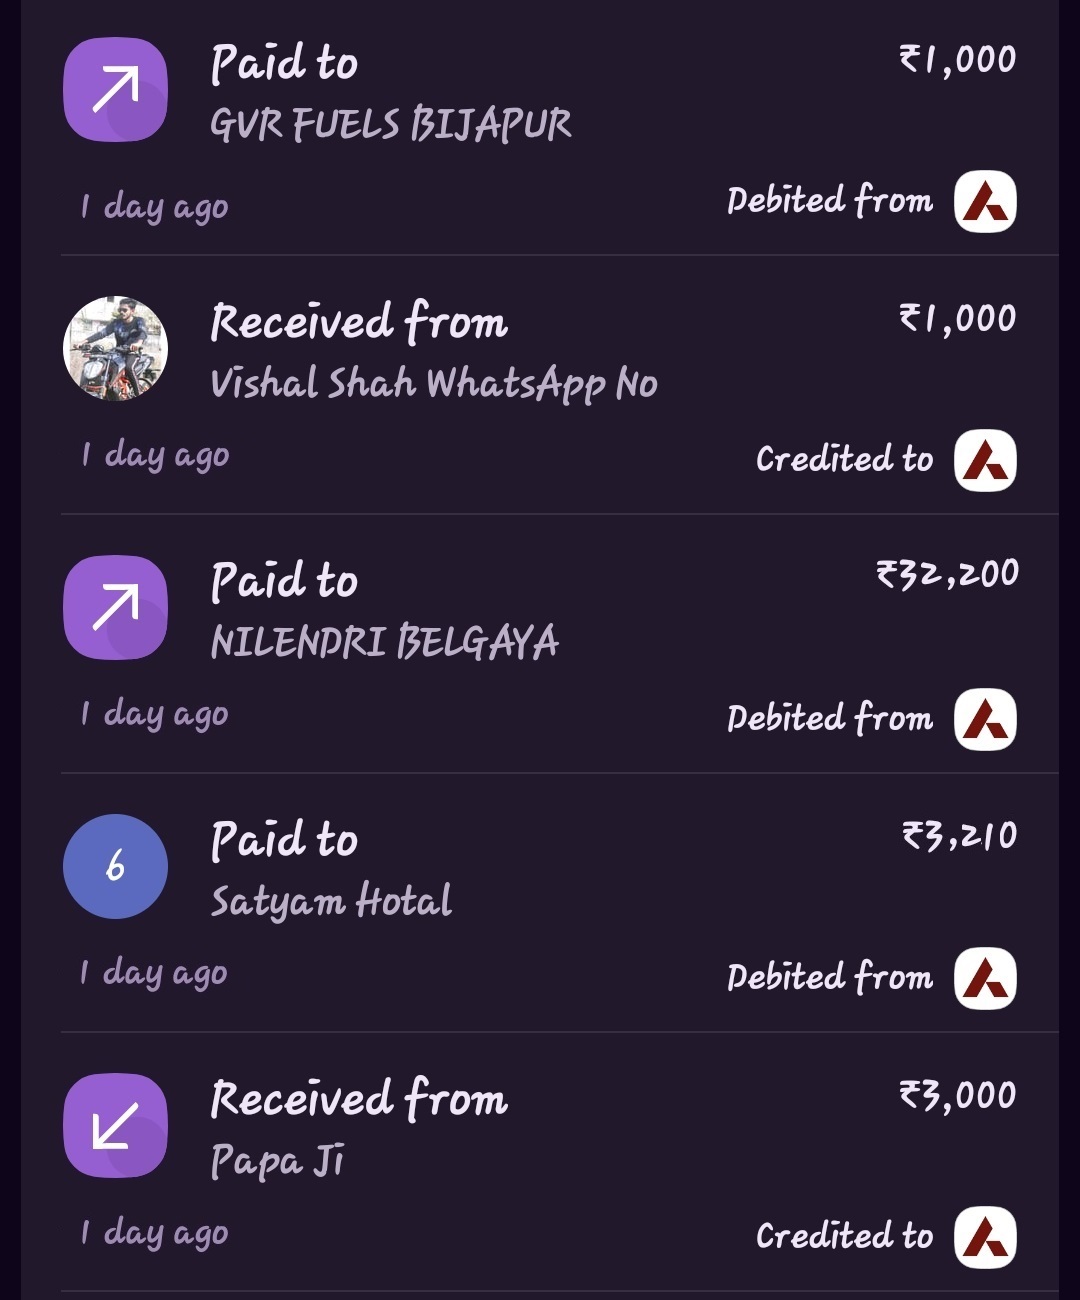 Paid to
₹1,000
GVR FUELS BIJAPUR
1 day ago
Debited from
Received from
₹1,000
Vishal Shah WhatsApp No
1 day ago
Credited to
Paid to
₹32,200
NILENDRI BELGAYA
1 day ago
Debited from
6
Paid to
₹3,210
Satyam Hotal
1 day ago
Debited from
Received from
₹3,000
Papa Ji
1 day ago
Credited to